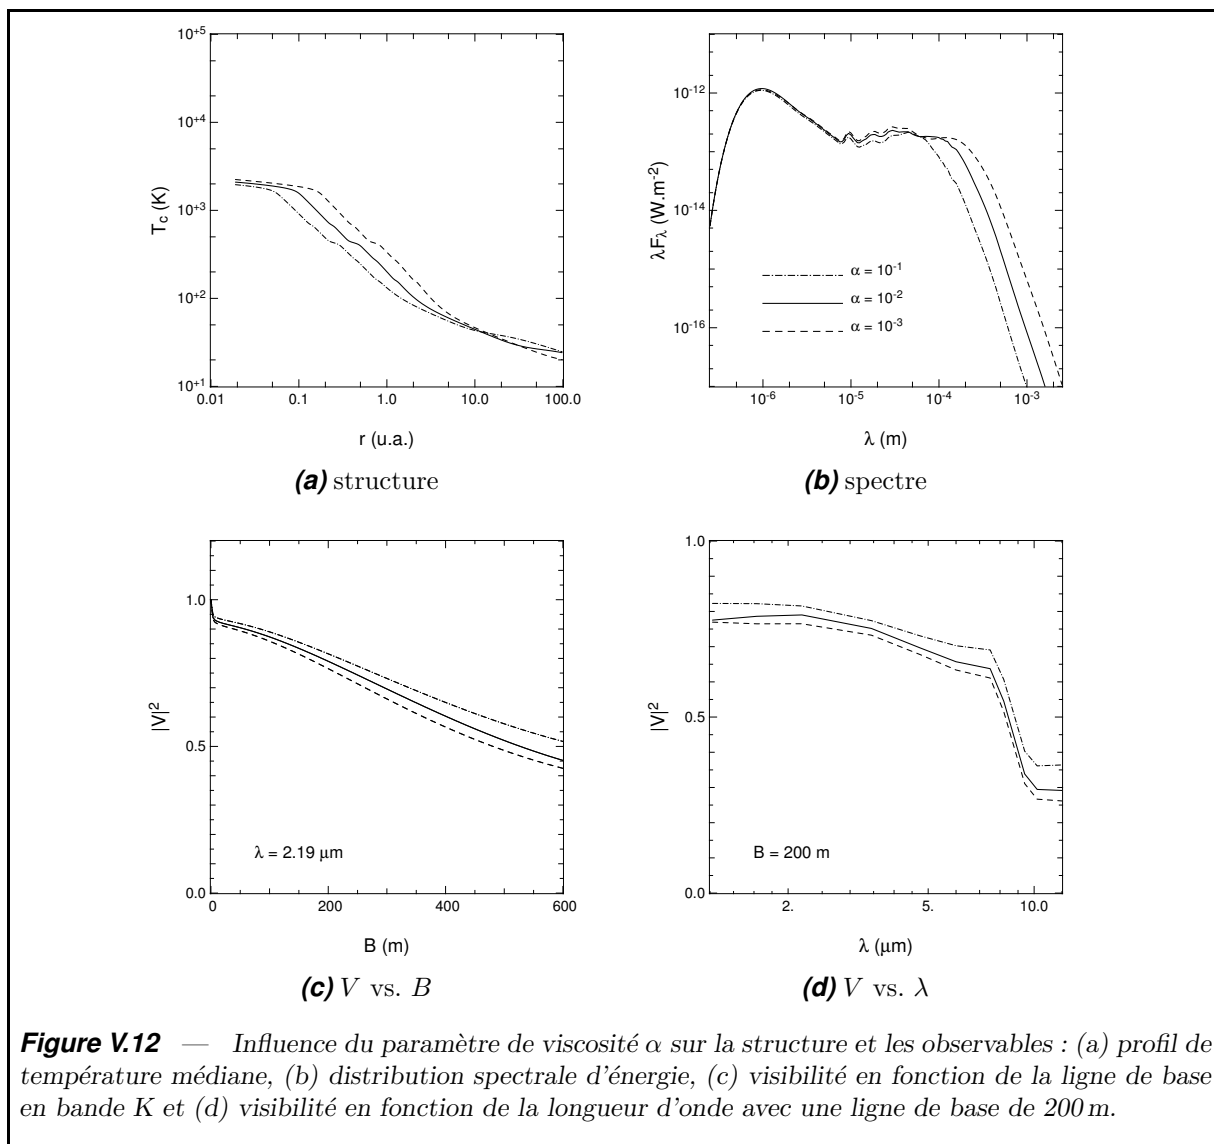 10+5
10+4
10+3
10+2
10+1
0.01
0.1
1.0
10.0
100.0
T_c (K)
r (u.a.)
(a) structure
10-12
10-14
10-16
10-6
10-5
10-4
10-3
λF_λ (W.m-2)
α = 10-1
α = 10-2
α = 10-3
λ (m)
(b) spectre
1.0
0.5
0.0
0
200
400
600
|V|2
λ = 2.19 μm
B (m)
(c) V vs. B
1.0
0.5
0.0
2.
5.
10.0
|V|2
B = 200 m
λ (μm)
(d) V vs. λ
Figure V.12 — Influence du paramètre de viscosité α sur la structure et les observables : (a) profil de
température médiane, (b) distribution spectrale d'énergie, (c) visibilité en fonction de la ligne de base
en bande K et (d) visibilité en fonction de la longueur d'onde avec une ligne de base de 200 m.